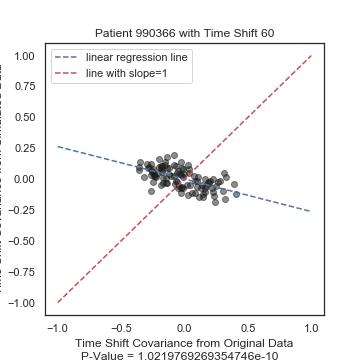 Patient 990366 with Time Shift 60
linear regression line
line with slope=1
1.00
0.75
0.50
0.25
0.00
−0.25
−0.50
−0.75
−1.00
−1.0 −0.5 0.0 0.5 1.0
Time Shift Covariance from Original Data
P-Value = 1.0219769269354746e-10